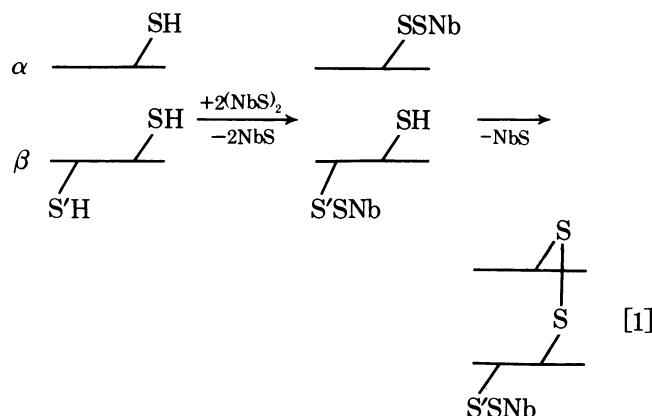 SH SSNb
α
+2(NbS)₂
SH SH
−2NbS −NbS
β
S′H S′SNb
S
S [1]
S′SNb